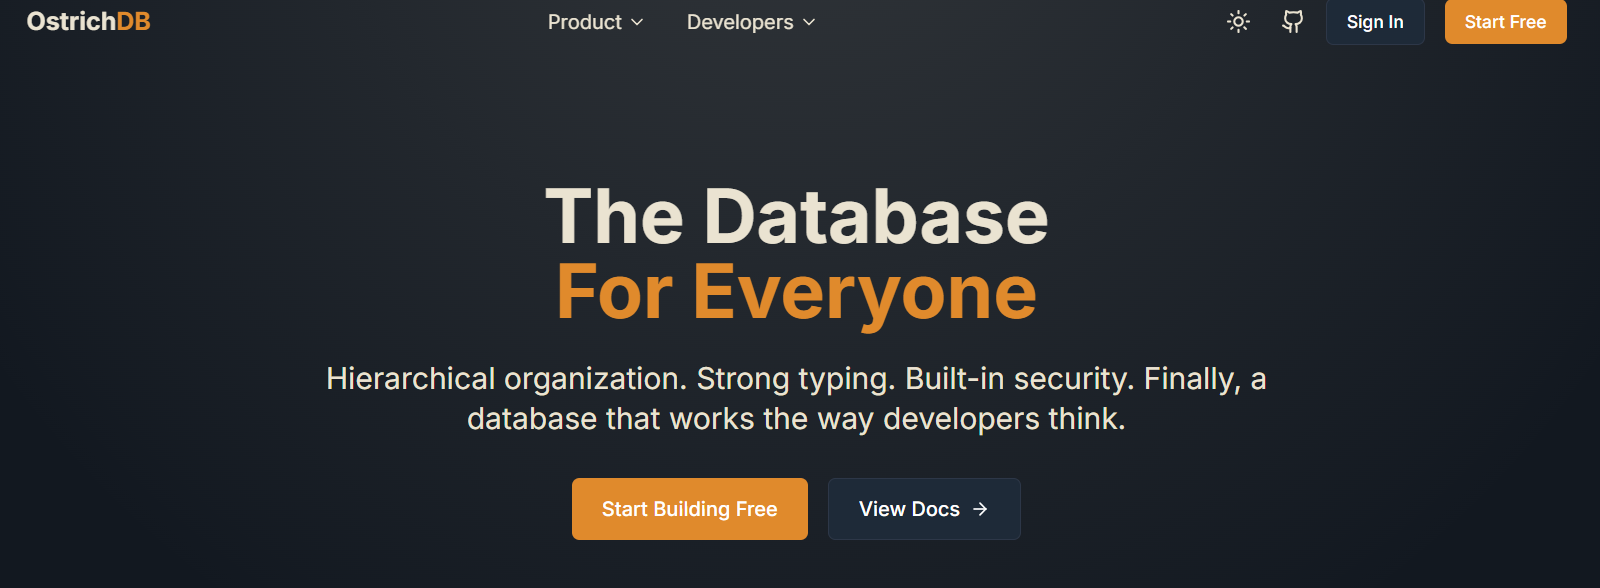 OstrichDB
Product
Developers
Sign In
Start Free
The Database
For Everyone
Hierarchical organization. Strong typing. Built-in security. Finally, a
database that works the way developers think.
Start Building Free
View Docs →